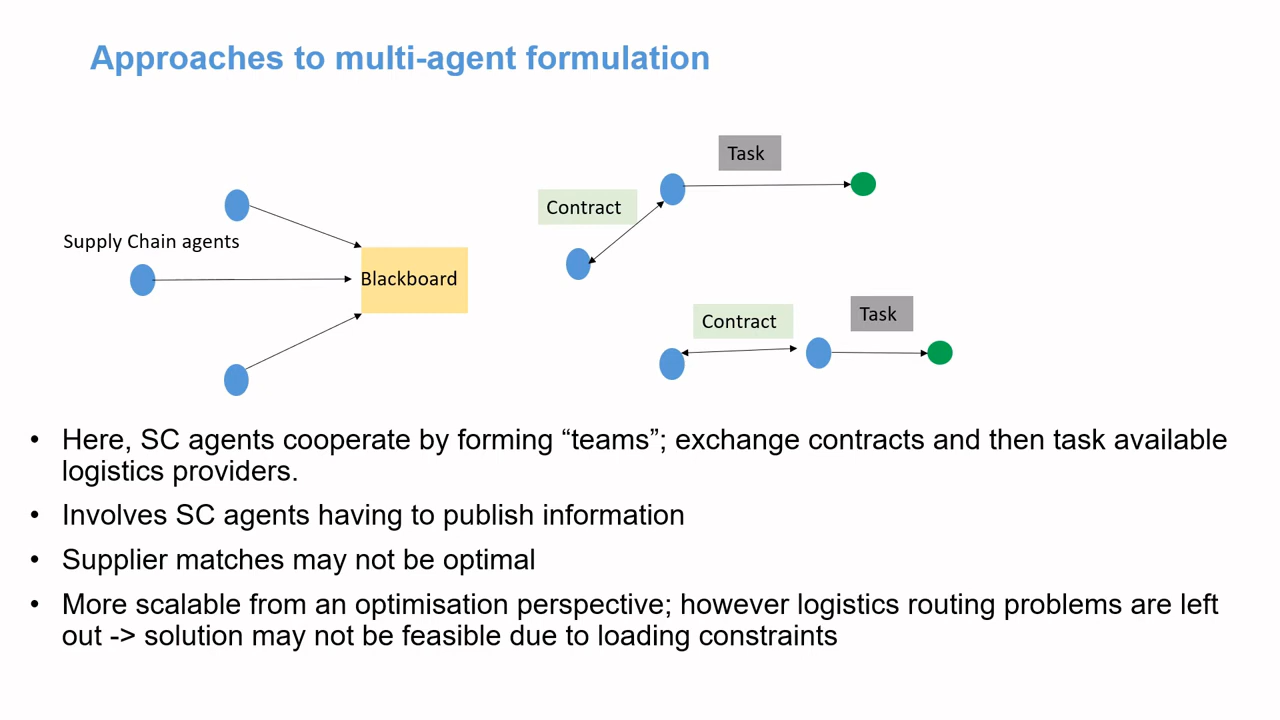 Approaches to multi-agent formulation
Task
Contract
Supply Chain agents
Blackboard
Contract
Task
• Here, SC agents cooperate by forming “teams”; exchange contracts and then task available
logistics providers.
• Involves SC agents having to publish information
• Supplier matches may not be optimal
• More scalable from an optimisation perspective; however logistics routing problems are left
out -> solution may not be feasible due to loading constraints